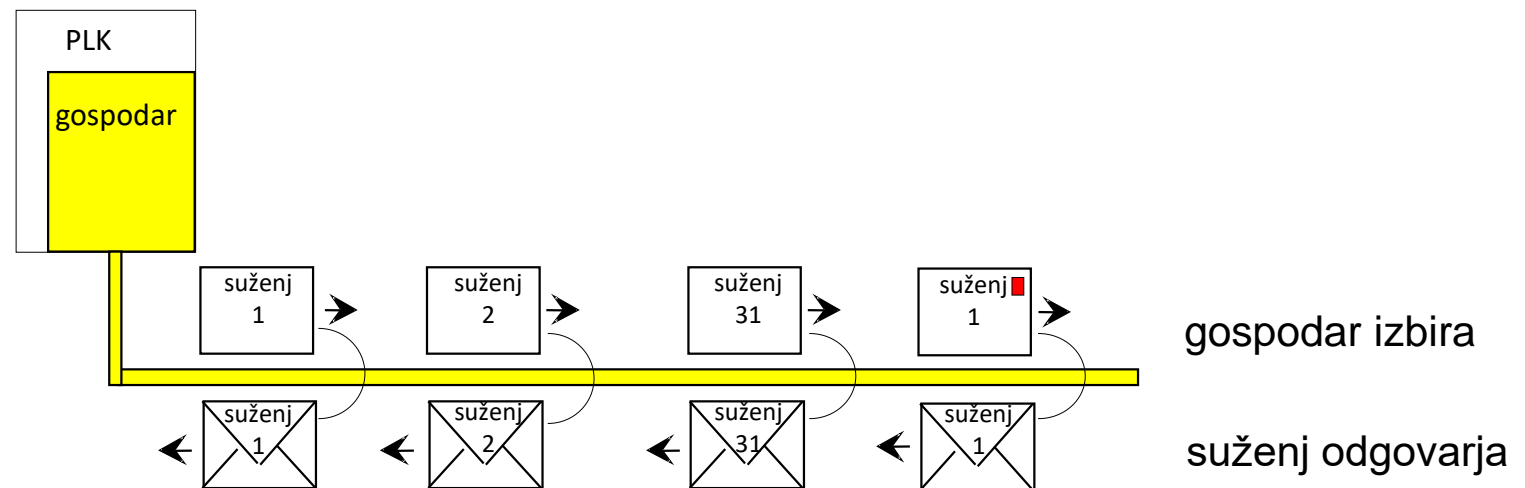 PLK
gospodar
suženj
1
suženj
2
suženj
31
suženj
1
gospodar izbira
suženj
1
suženj
2
suženj
31
suženj
1
suženj odgovarja